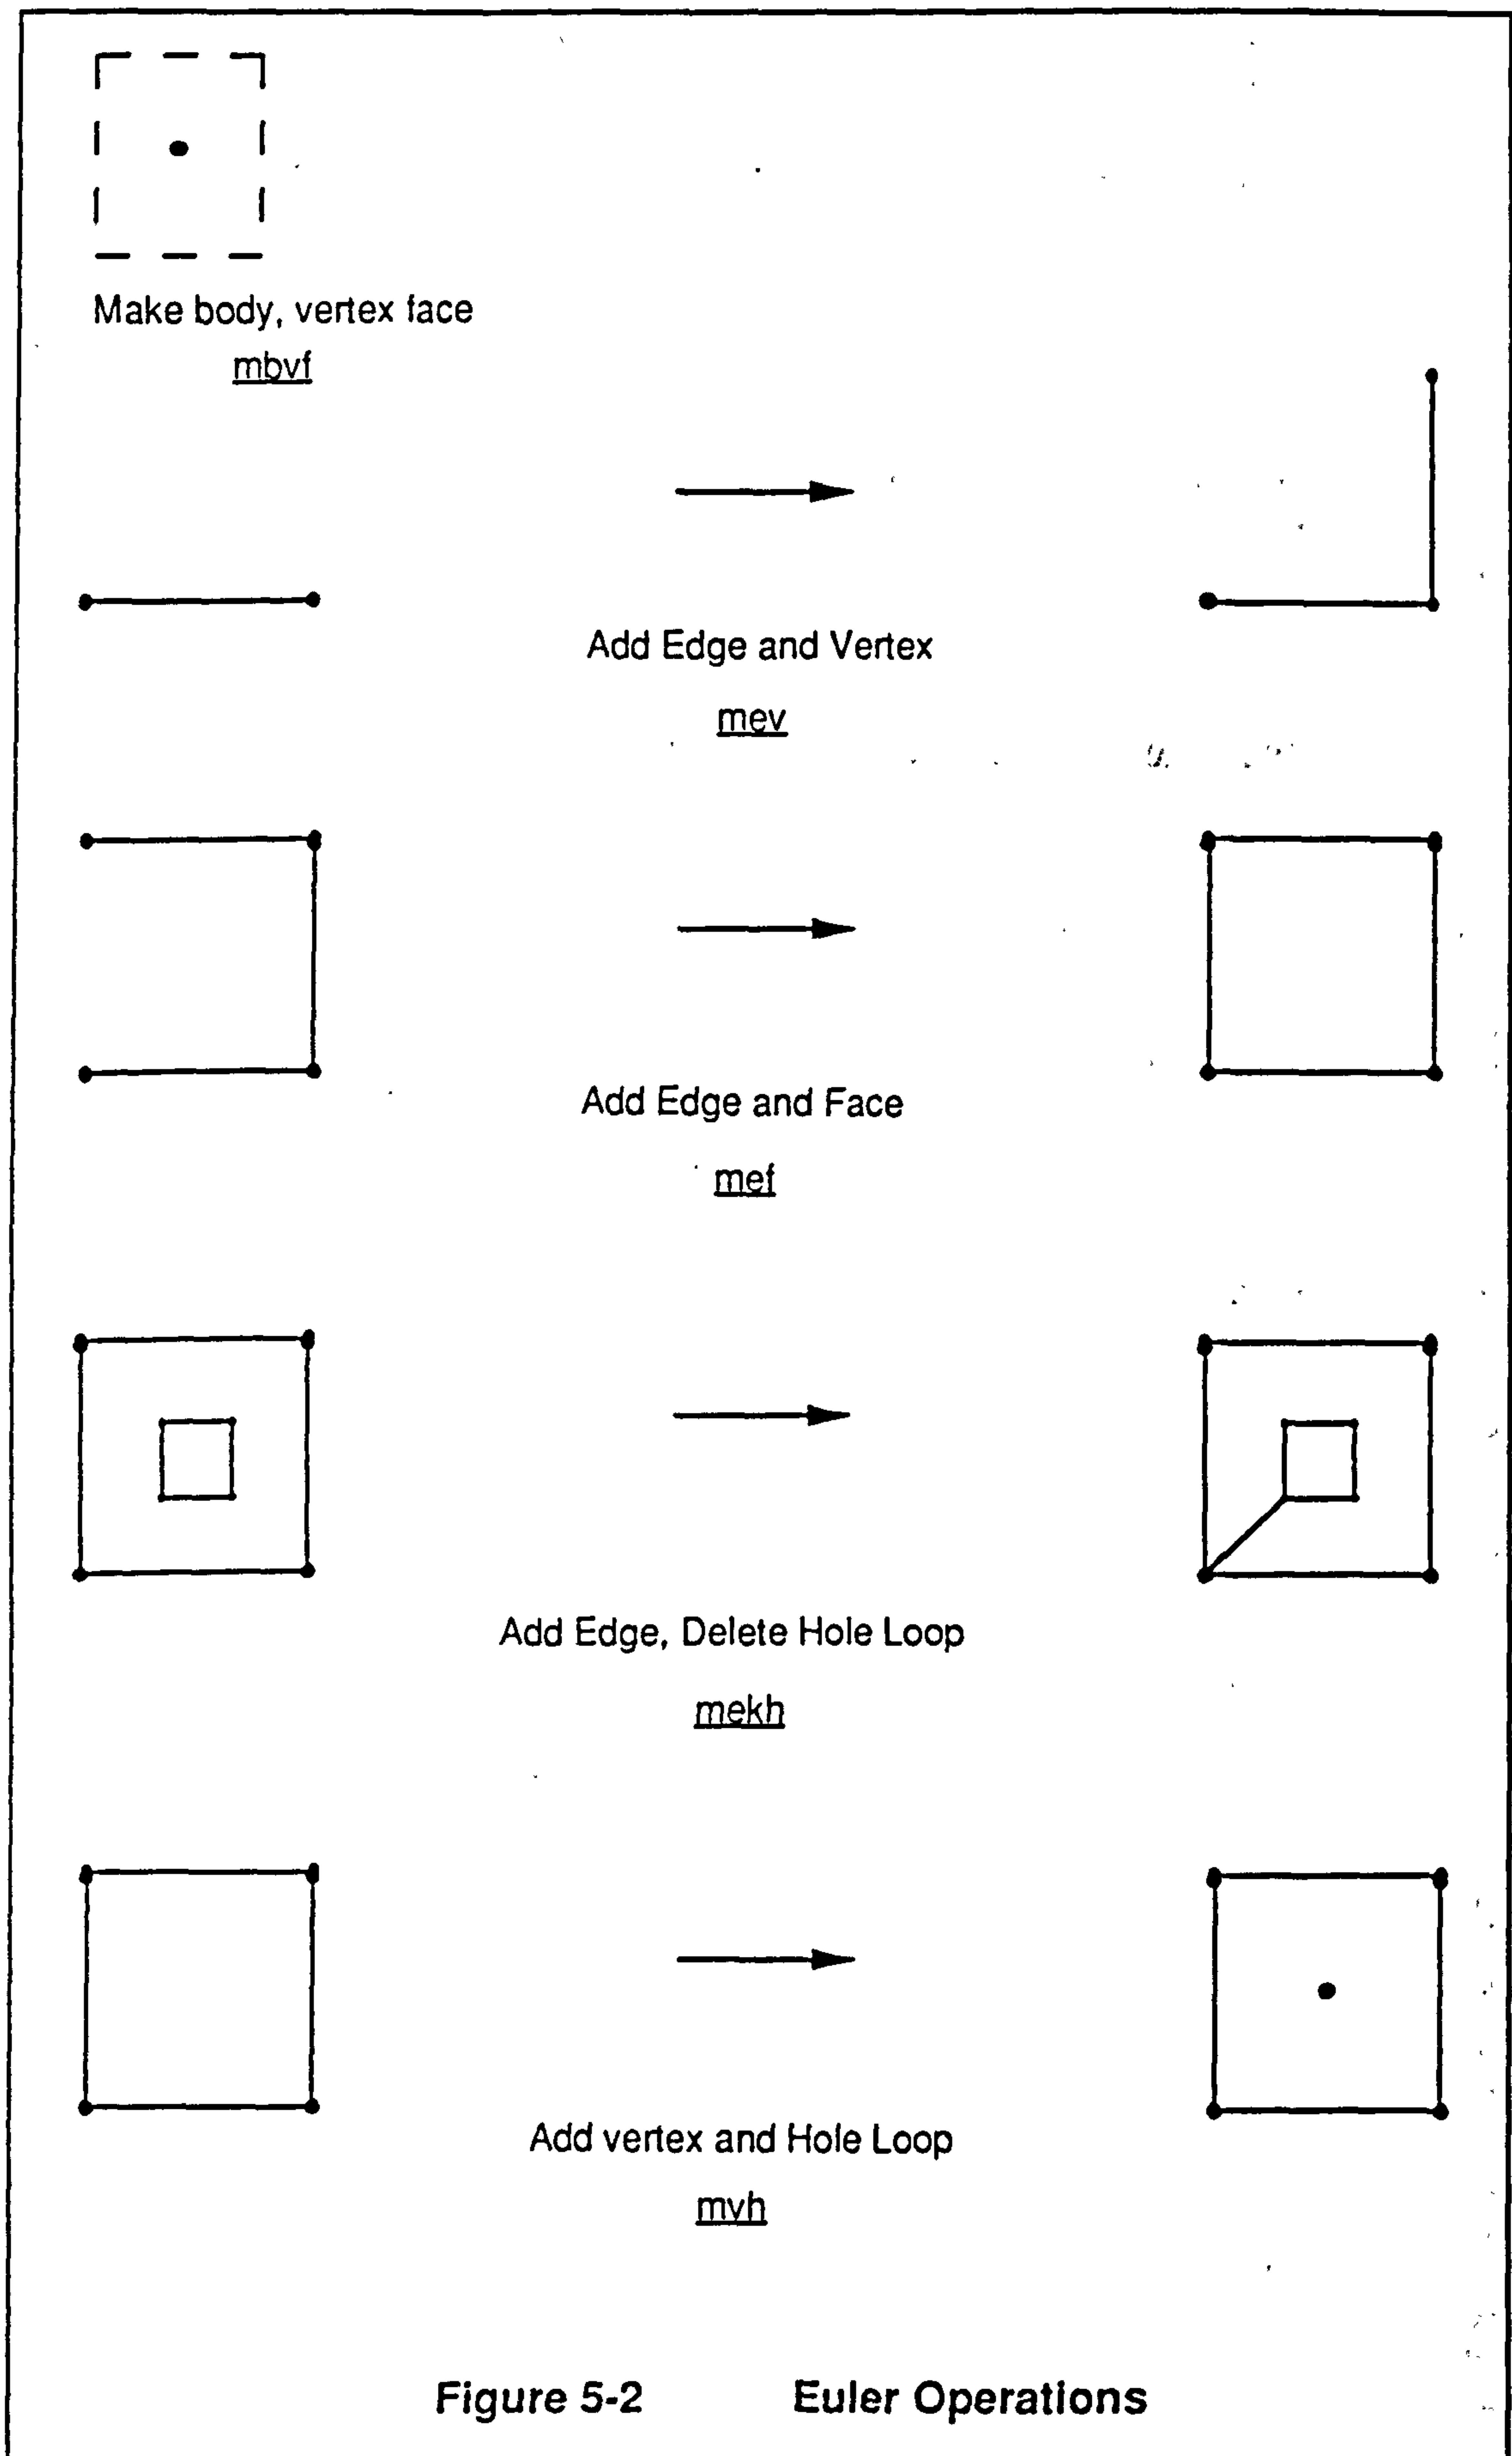 Make body, vertex face
mbvf
Add Edge and Vertex
mev
Add Edge and Face
mef
Add Edge, Delete Hole Loop
mekh
Add vertex and Hole Loop
mvh
Figure 5-2 Euler Operations